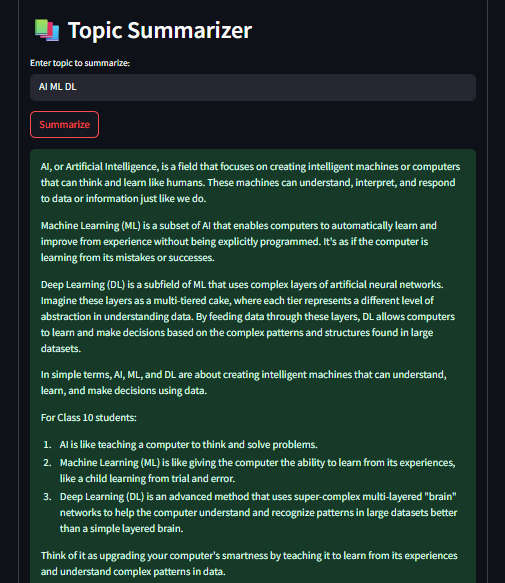 Topic Summarizer
Enter topic to summarize:
AI ML DL
Summarize
AI, or Artificial Intelligence, is a field that focuses on creating intelligent machines or computers
that can think and learn like humans. These machines can understand, interpret, and respond
to data or information just like we do.
Machine Learning (ML) is a subset of AI that enables computers to automatically learn and
improve from experience without being explicitly programmed. It's as if the computer is
learning from its mistakes or successes.
Deep Learning (DL) is a subfield of ML that uses complex layers of artificial neural networks.
Imagine these layers as a multi-tiered cake, where each tier represents a different level of
abstraction in understanding data. By feeding data through these layers, DL allows computers
to learn and make decisions based on the complex patterns and structures found in large
datasets.
In simple terms, AI, ML, and DL are about creating intelligent machines that can understand,
learn, and make decisions using data.
For Class 10 students:
1. AI is like teaching a computer to think and solve problems.
2. Machine Learning (ML) is like giving the computer the ability to learn from its experiences,
like a child learning from trial and error.
3. Deep Learning (DL) is an advanced method that uses super-complex multi-layered "brain"
networks to help the computer understand and recognize patterns in large datasets better
than a simple layered brain.
Think of it as upgrading your computer's smartness by teaching it to learn from its experiences
and understand complex patterns in data.